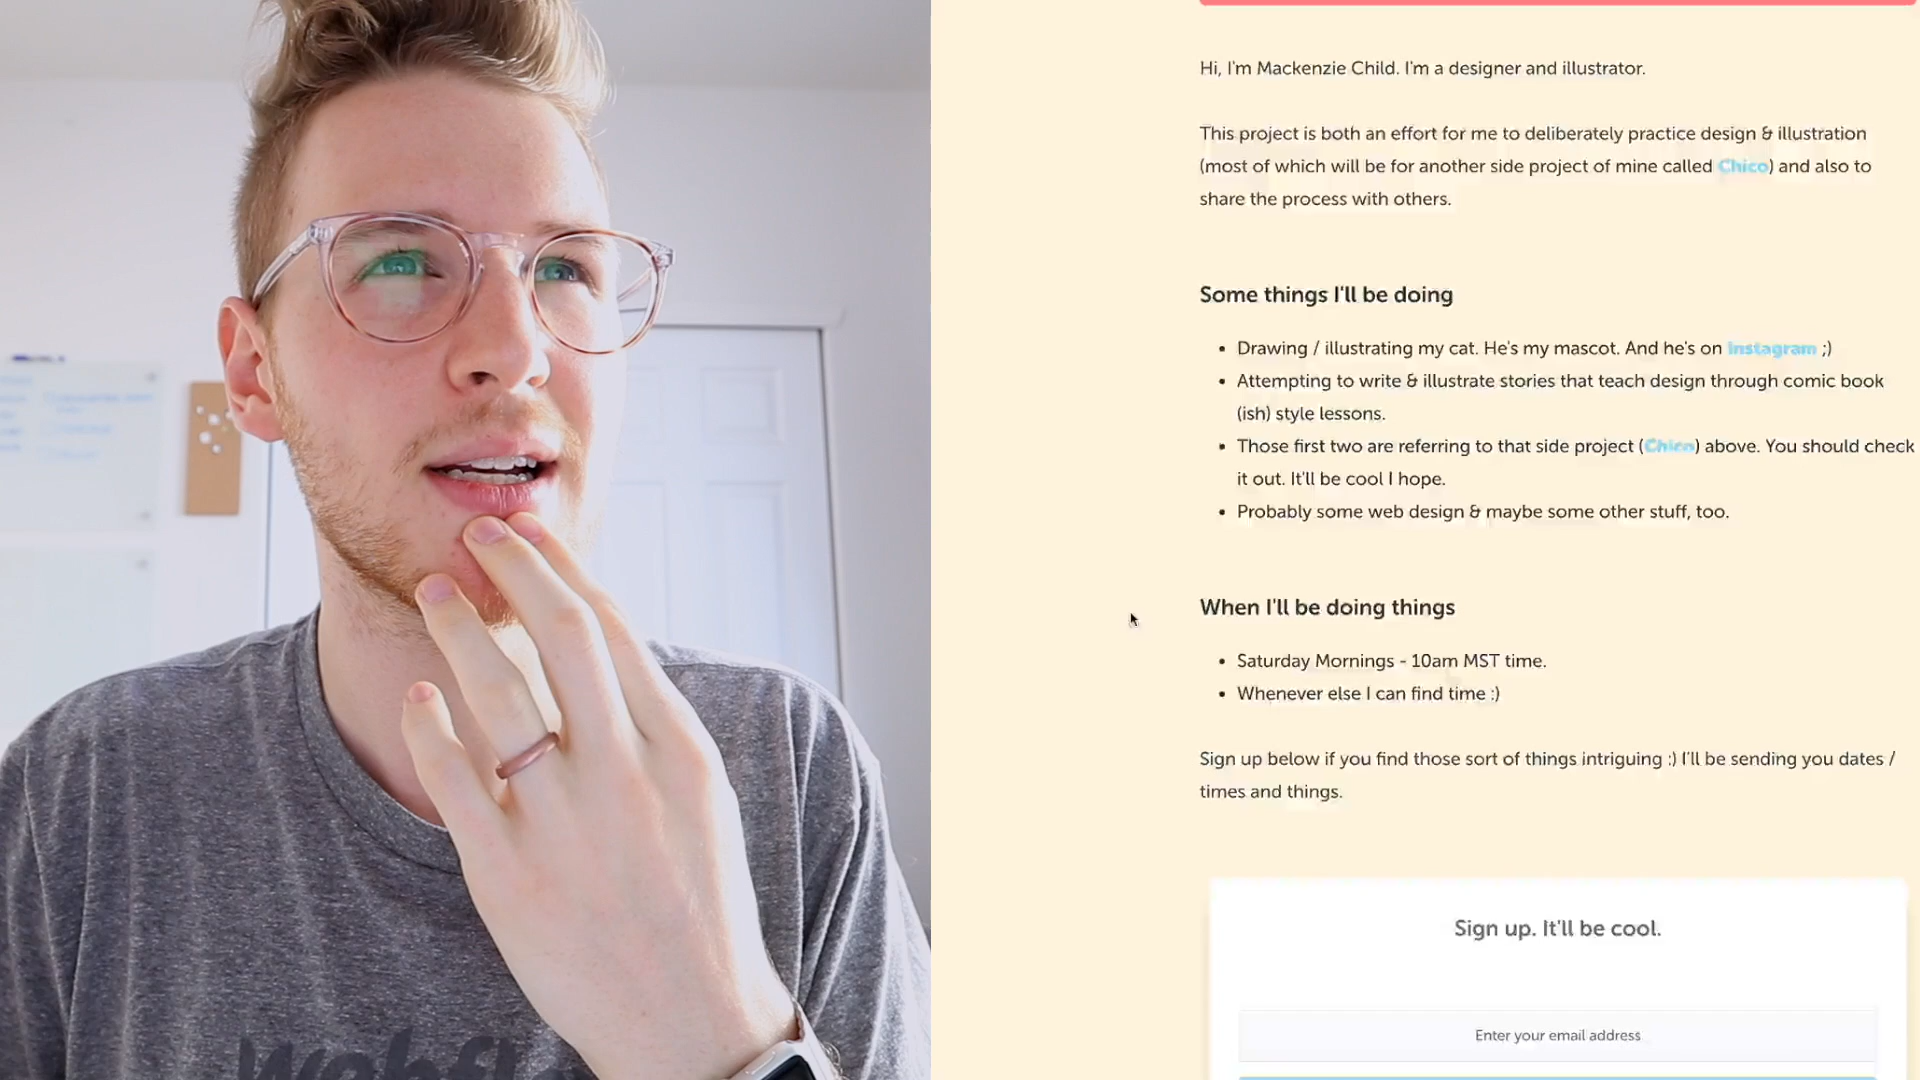 Hi, I'm Mackenzie Child. I'm a designer and illustrator.
This project is both an effort for me to deliberately practice design & illustration
(most of which will be for another side project of mine called Chico) and also to
share the process with others.
Some things I'll be doing
• Drawing / illustrating my cat. He's my mascot. And he's on Instagram ;)
• Attempting to write & illustrate stories that teach design through comic book
(ish) style lessons.
• Those first two are referring to that side project (Chico) above. You should check
it out. It'll be cool I hope.
• Probably some web design & maybe some other stuff, too.
When I'll be doing things
• Saturday Mornings - 10am MST time.
• Whenever else I can find time :)
Sign up below if you find those sort of things intriguing :) I'll be sending you dates /
times and things.
Sign up. It'll be cool.
Enter your email address